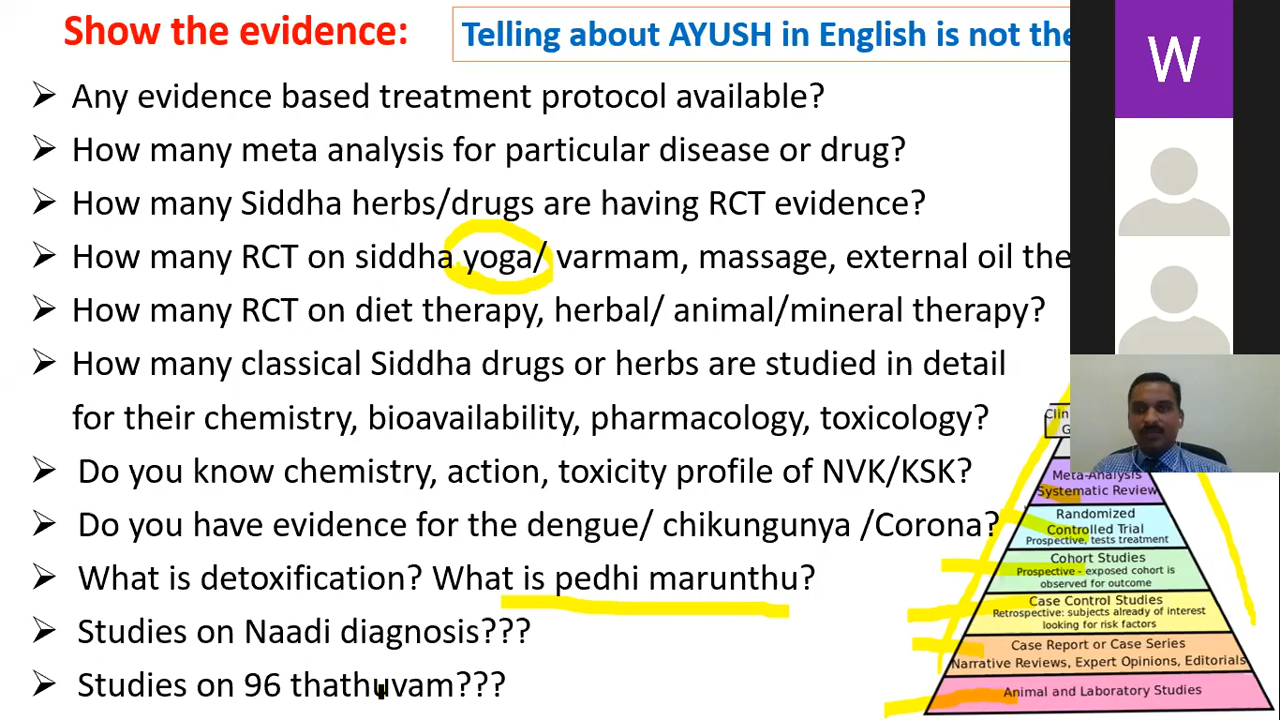 Show the evidence:
Telling about AYUSH in English is not the
W
Any evidence based treatment protocol available?
How many meta analysis for particular disease or drug?
How many Siddha herbs/drugs are having RCT evidence?
How many RCT on siddha yoga/ varmam, massage, external oil the
How many RCT on diet therapy, herbal/ animal/mineral therapy?
How many classical Siddha drugs or herbs are studied in detail
for their chemistry, bioavailability, pharmacology, toxicology?
Do you know chemistry, action, toxicity profile of NVK/KSK?
Do you have evidence for the dengue/ chikungunya /Corona?
What is detoxification? What is pedhi marunthu?
Studies on Naadi diagnosis???
Studies on 96 thathuvam???
Clin
G
Meta-Analysis
Systematic Review
Randomized
Controlled Trial
Prospective, tests treatment
Cohort Studies
Prospective - exposed cohort is
observed for outcome
Case Control Studies
Retrospective: subjects already of interest
looking for risk factors
Case Report or Case Series
Narrative Reviews, Expert Opinions, Editorials
Animal and Laboratory Studies